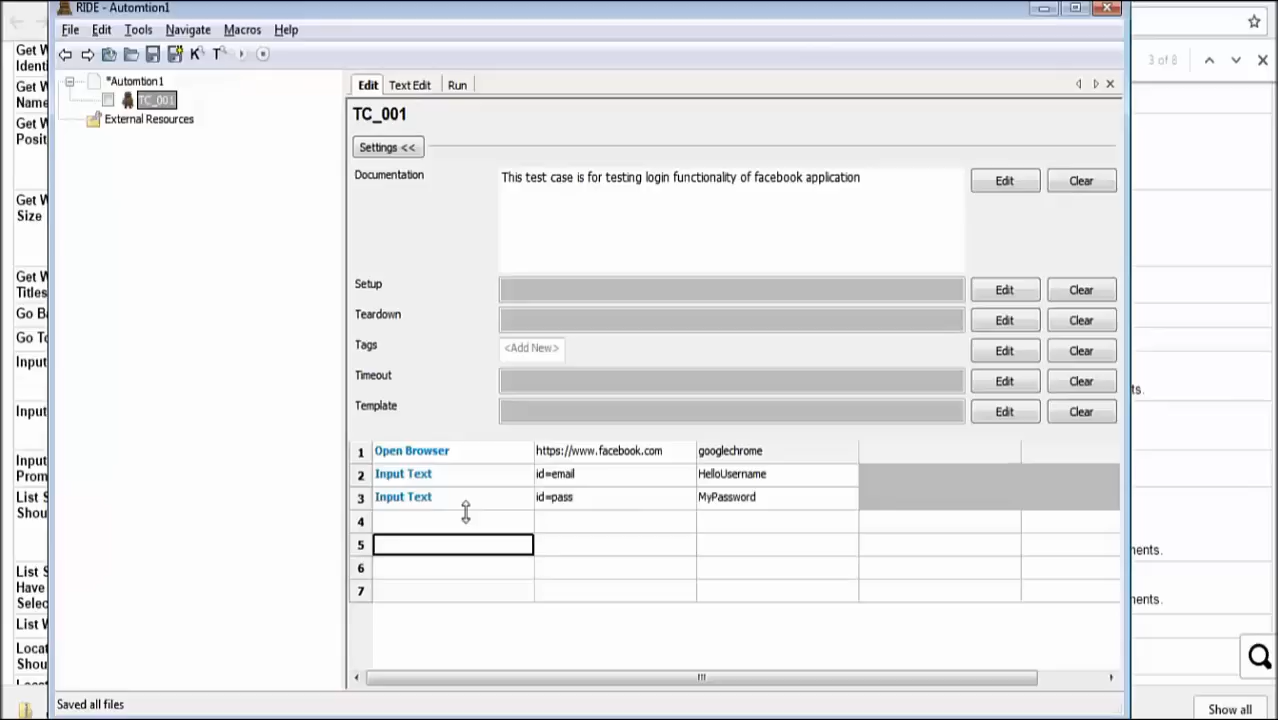 RIDE - Automtion1
File Edit Tools Navigate Macros Help
3 of 8
*Automtion1
TC_001
External Resources
Edit Text Edit Run
TC_001
Settings <<
Documentation
This test case is for testing login functionality of facebook application
Edit Clear
Setup
Edit Clear
Teardown
Edit Clear
Tags
<Add New>
Edit Clear
Timeout
Edit Clear
Template
Edit Clear
1 Open Browser https://www.facebook.com googlechrome
2 Input Text id=email HelloUsername
3 Input Text id=pass MyPassword
4
5
6
7
Saved all files
Get W
Identi
Get W
Name
Get W
Posit
Get W
Size
Get W
Titles
Go Ba
Go To
Input
Input
Input
Prom
List S
Shou
List S
Have
Selec
List W
Locat
Shou
ts.
nents.
nents.
Show all